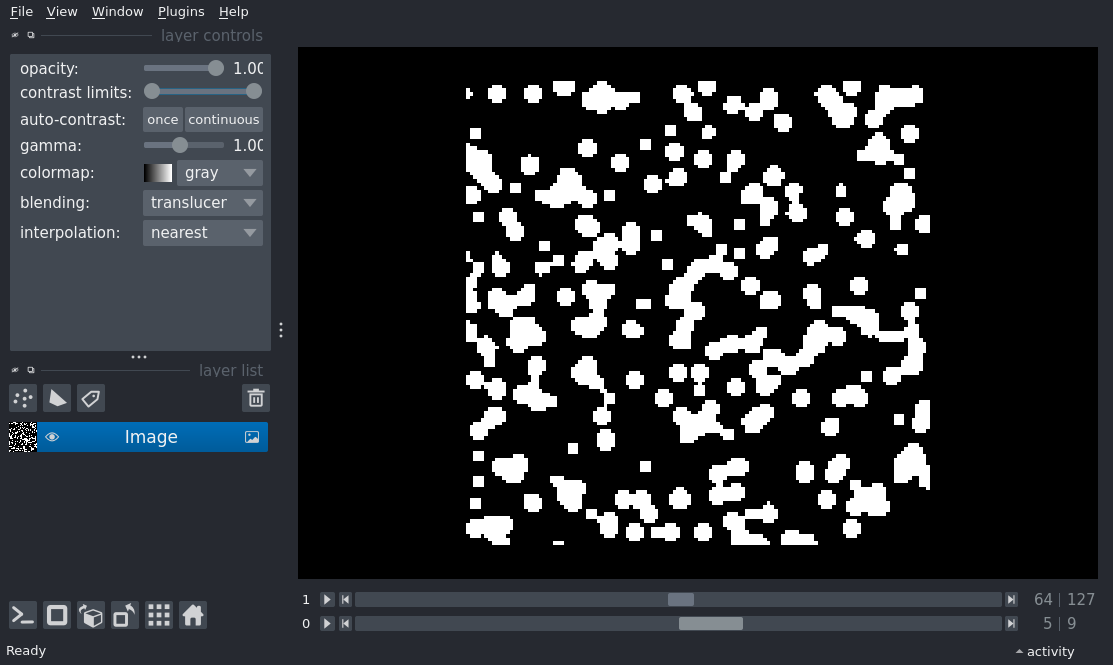 File View Window Plugins Help
layer controls
opacity: 1.00
contrast limits:
auto-contrast: once continuous
gamma: 1.00
colormap: gray
blending: translucer
interpolation: nearest
layer list
Image
1 64 | 127
0 5 | 9
Ready activity